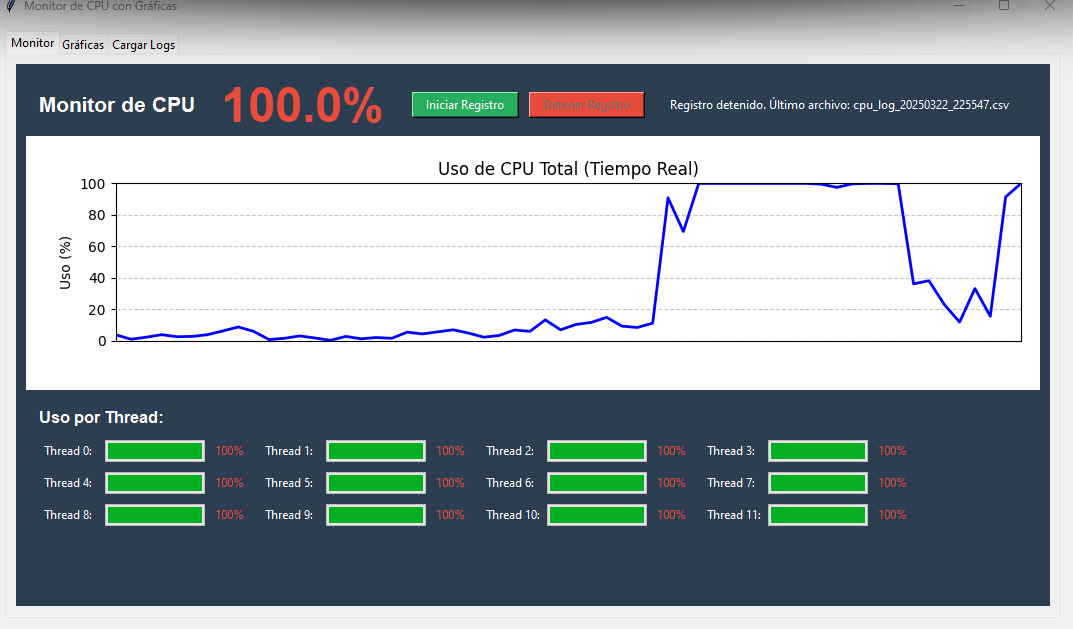 Monitor de CPU con Gráficas
Monitor Gráficas Cargar Logs
Monitor de CPU 100.0% Iniciar Registro Detener Registro Registro detenido. Último archivo: cpu_log_20250322_225547.csv
Uso de CPU Total (Tiempo Real)
100
80
60
40
20
0
Uso (%)
Uso por Thread:
Thread 0: 100% Thread 1: 100% Thread 2: 100% Thread 3: 100%
Thread 4: 100% Thread 5: 100% Thread 6: 100% Thread 7: 100%
Thread 8: 100% Thread 9: 100% Thread 10: 100% Thread 11: 100%